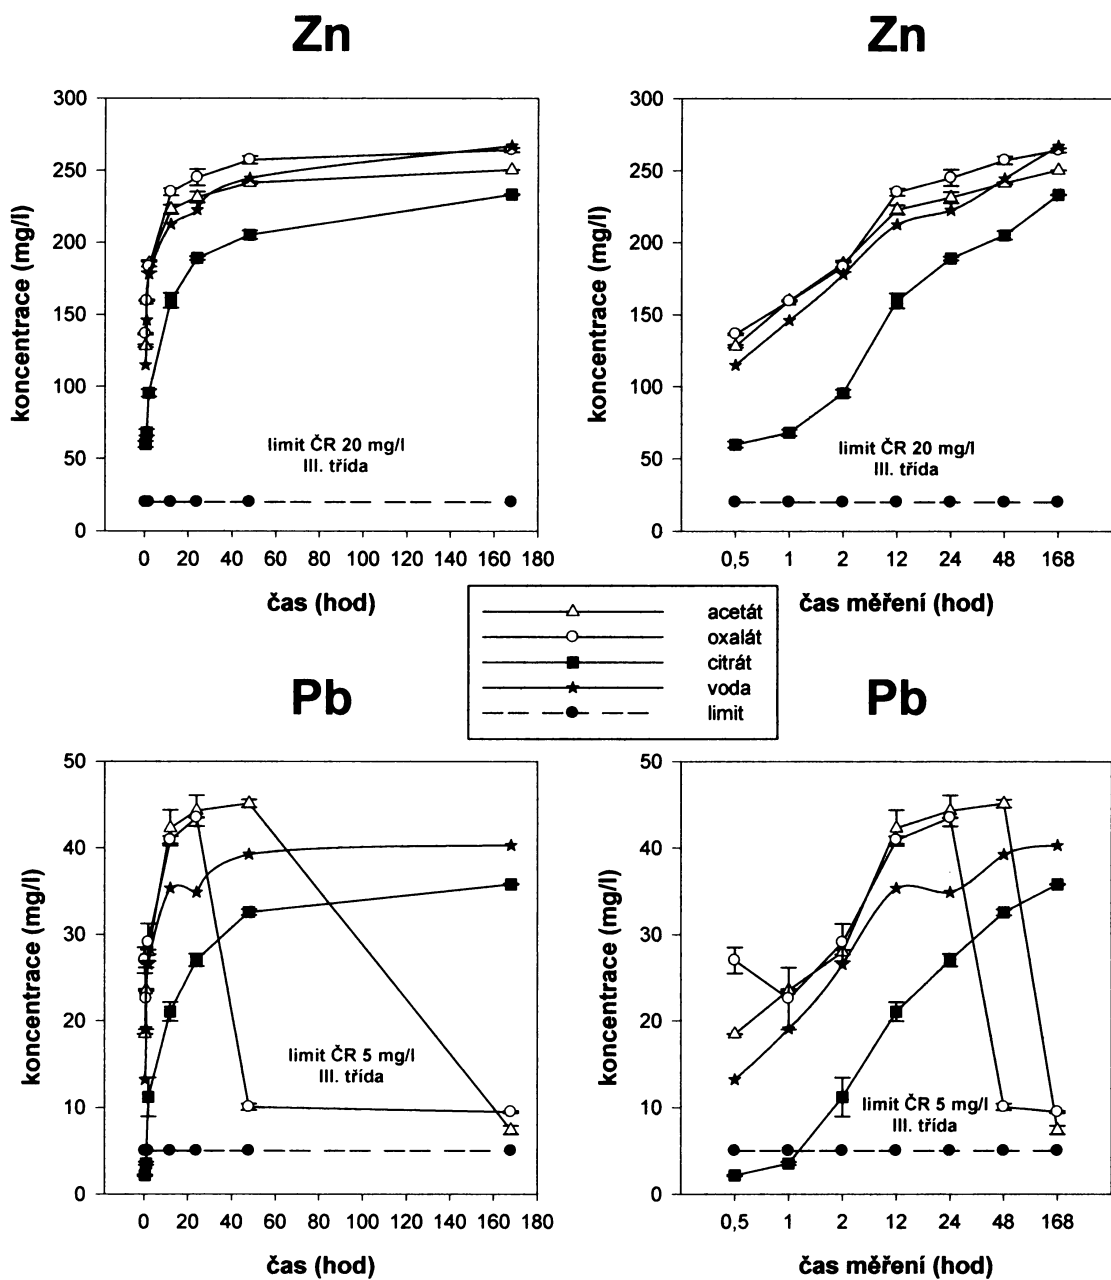 Zn
Zn
300
250
200
150
100
50
0
koncentrace (mg/l)
limit ČR 20 mg/l
III. třída
0 20 40 60 80 100 120 140 160 180
čas (hod)
300
250
200
150
100
50
0
koncentrace (mg/l)
limit ČR 20 mg/l
III. třída
0,5 1 2 12 24 48 168
čas měření (hod)
acetát
oxalát
citrát
voda
limit
Pb
Pb
50
40
30
20
10
0
koncentrace (mg/l)
limit ČR 5 mg/l
III. třída
0 20 40 60 80 100 120 140 160 180
čas (hod)
50
40
30
20
10
0
koncentrace (mg/l)
limit ČR 5 mg/l
III. třída
0,5 1 2 12 24 48 168
čas měření (hod)